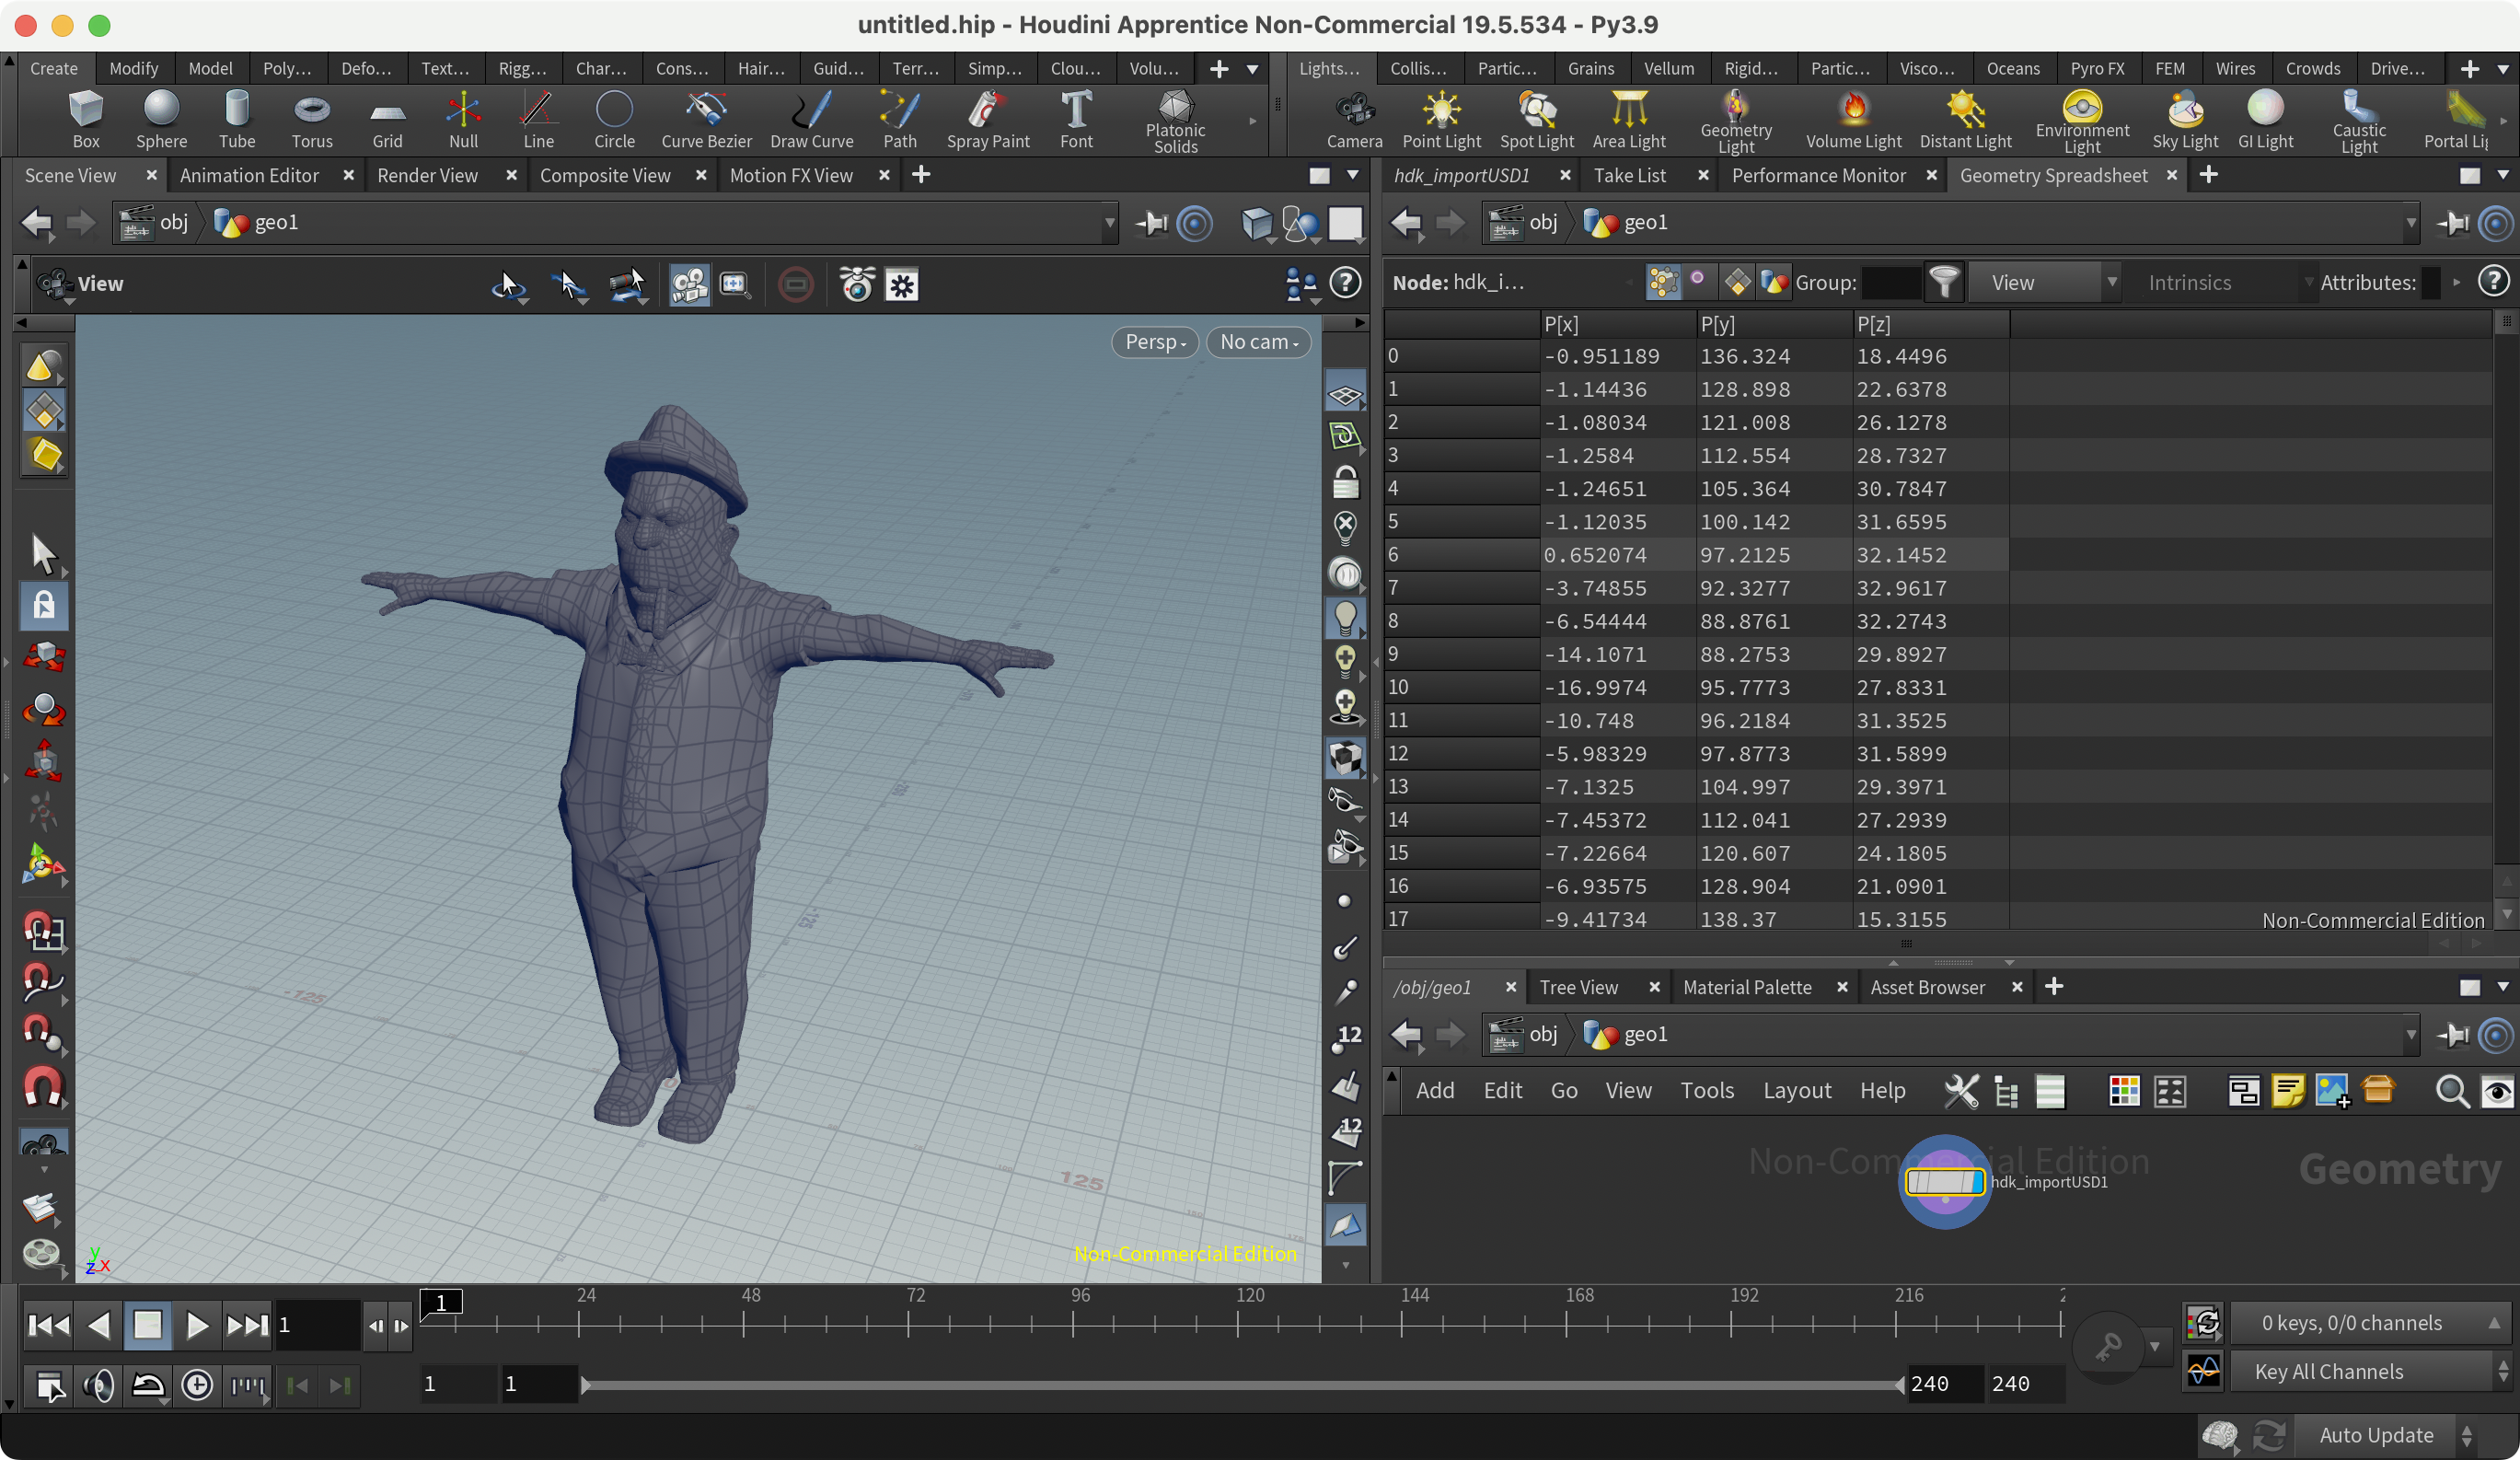 untitled.hip - Houdini Apprentice Non-Commercial 19.5.534 - Py3.9
Create Modify Model Poly... Defo... Text... Rigg... Char... Cons... Hair... Guid... Terr... Simp... Clou... Volu...
Lights... Collis... Partic... Grains Vellum Rigid... Partic... Visco... Oceans Pyro FX FEM Wires Crowds Drive...
Box Sphere Tube Torus Grid Null Line Circle Curve Bezier Draw Curve Path Spray Paint Font Platonic Solids
Camera Point Light Spot Light Area Light Geometry Light Volume Light Distant Light Environment Light Sky Light GI Light Caustic Light Portal Li
Scene View Animation Editor Render View Composite View Motion FX View
hdk_importUSD1 Take List Performance Monitor Geometry Spreadsheet
obj geo1
obj geo1
View
Node: hdk_i... Group: View Intrinsics Attributes:
Persp No cam
P[x] P[y] P[z]
0 -0.951189 136.324 18.4496
1 -1.14436 128.898 22.6378
2 -1.08034 121.008 26.1278
3 -1.2584 112.554 28.7327
4 -1.24651 105.364 30.7847
5 -1.12035 100.142 31.6595
6 0.652074 97.2125 32.1452
7 -3.74855 92.3277 32.9617
8 -6.54444 88.8761 32.2743
9 -14.1071 88.2753 29.8927
10 -16.9974 95.7773 27.8331
11 -10.748 96.2184 31.3525
12 -5.98329 97.8773 31.5899
13 -7.1325 104.997 29.3971
14 -7.45372 112.041 27.2939
15 -7.22664 120.607 24.1805
16 -6.93575 128.904 21.0901
17 -9.41734 138.37 15.3155
Non-Commercial Edition
12
12
-125
125
Non-Commercial Edition
y
z x
/obj/geo1 Tree View Material Palette Asset Browser
obj geo1
Add Edit Go View Tools Layout Help
Non-Commercial Edition
Geometry
hdk_importUSD1
1
1 24 48 72 96 120 144 168 192 216
0 keys, 0/0 channels
1 1 240 240
Key All Channels
Auto Update